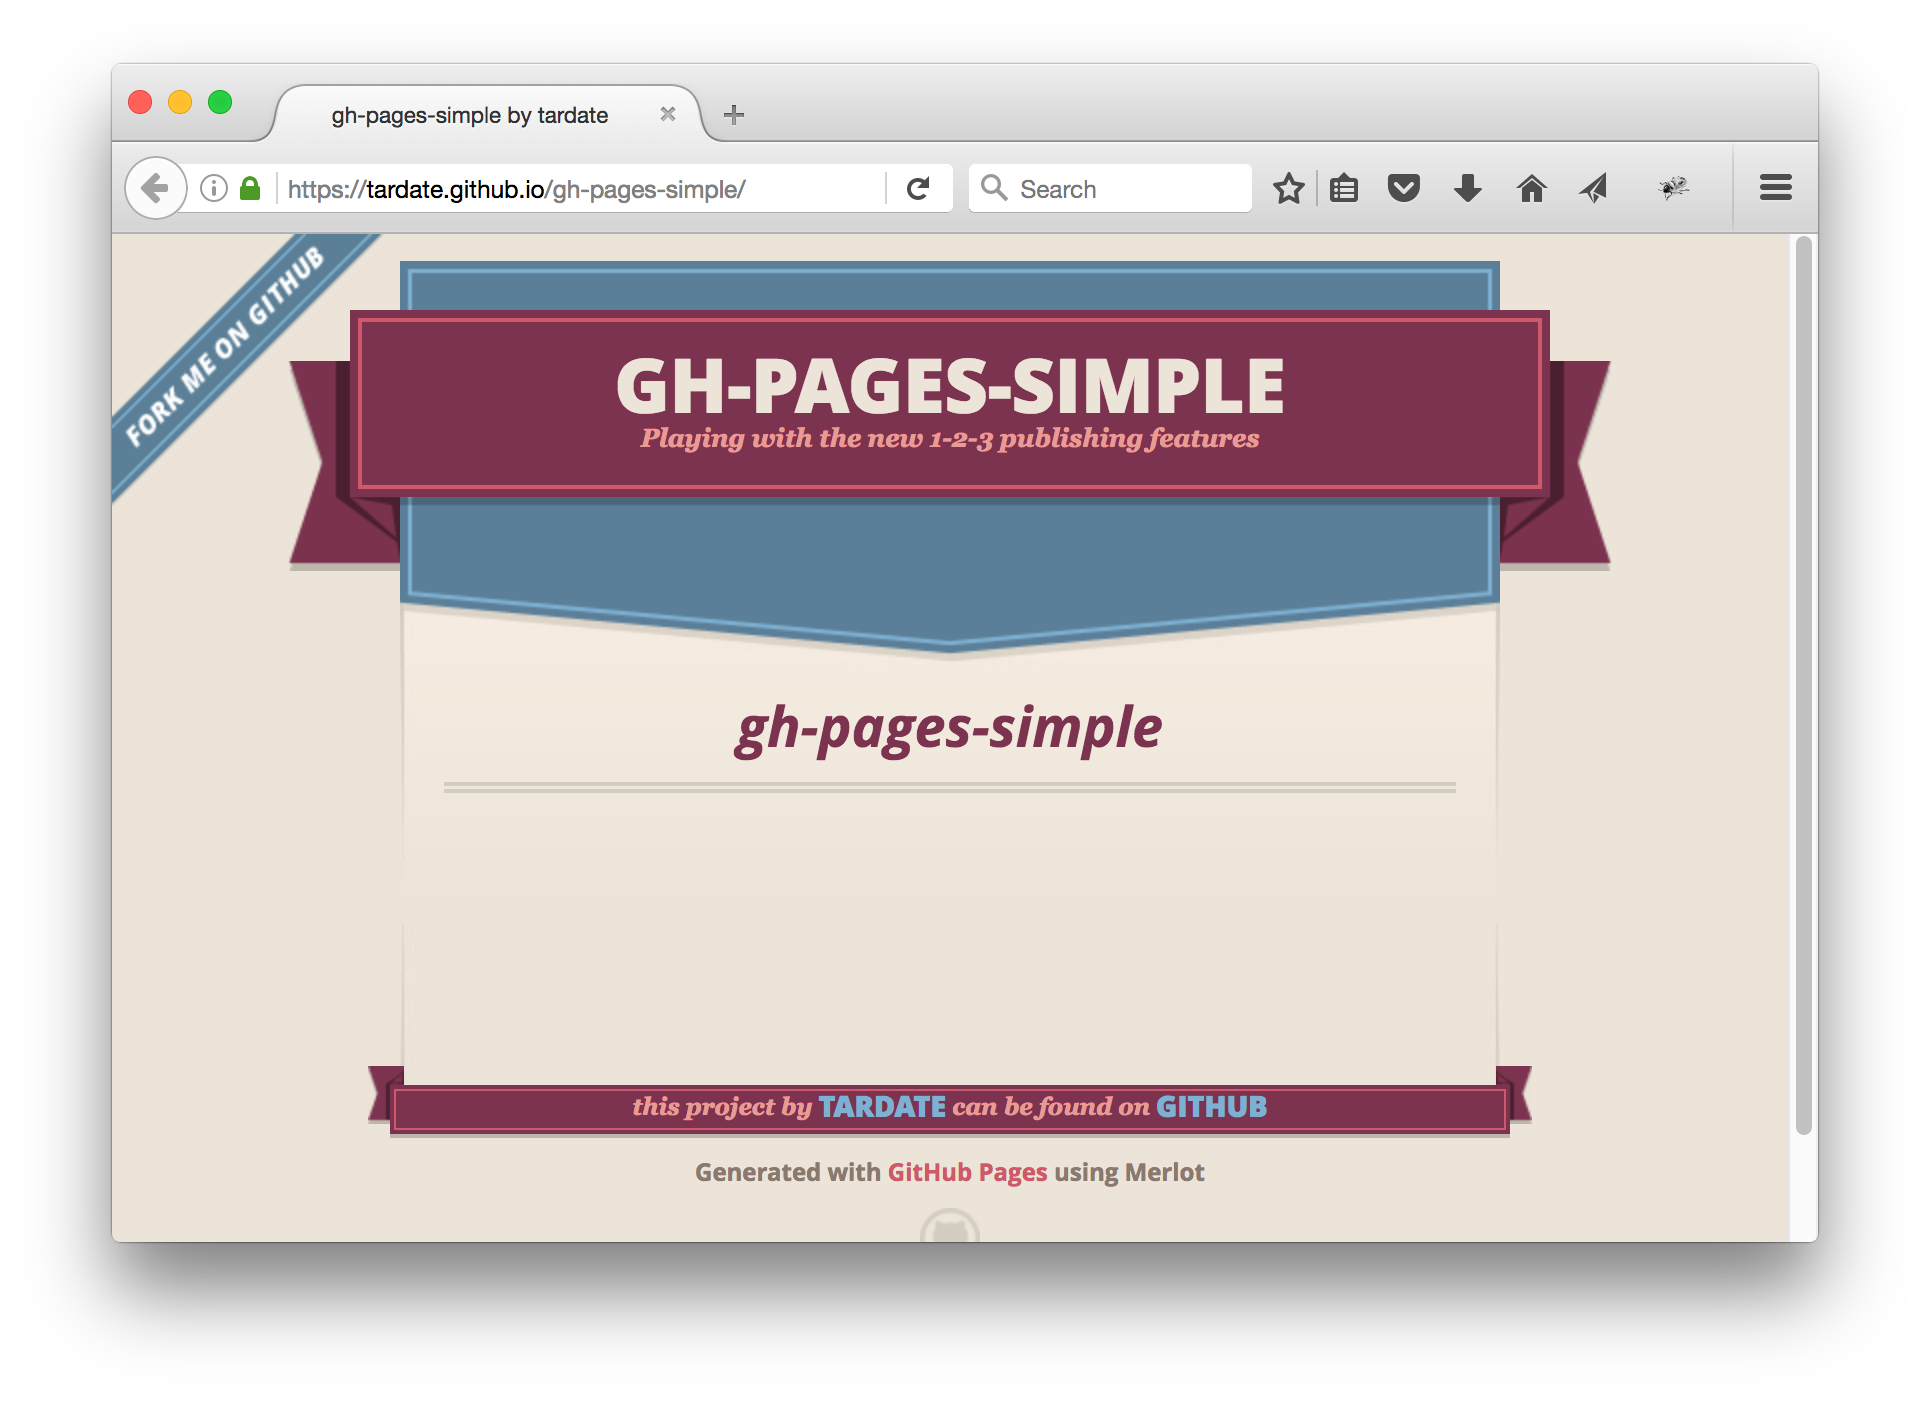 gh-pages-simple by tardate
https://tardate.github.io/gh-pages-simple/
Search
FORK ME ON GITHUB
GH-PAGES-SIMPLE
Playing with the new 1-2-3 publishing features
gh-pages-simple
this project by TARDATE can be found on GITHUB
Generated with GitHub Pages using Merlot